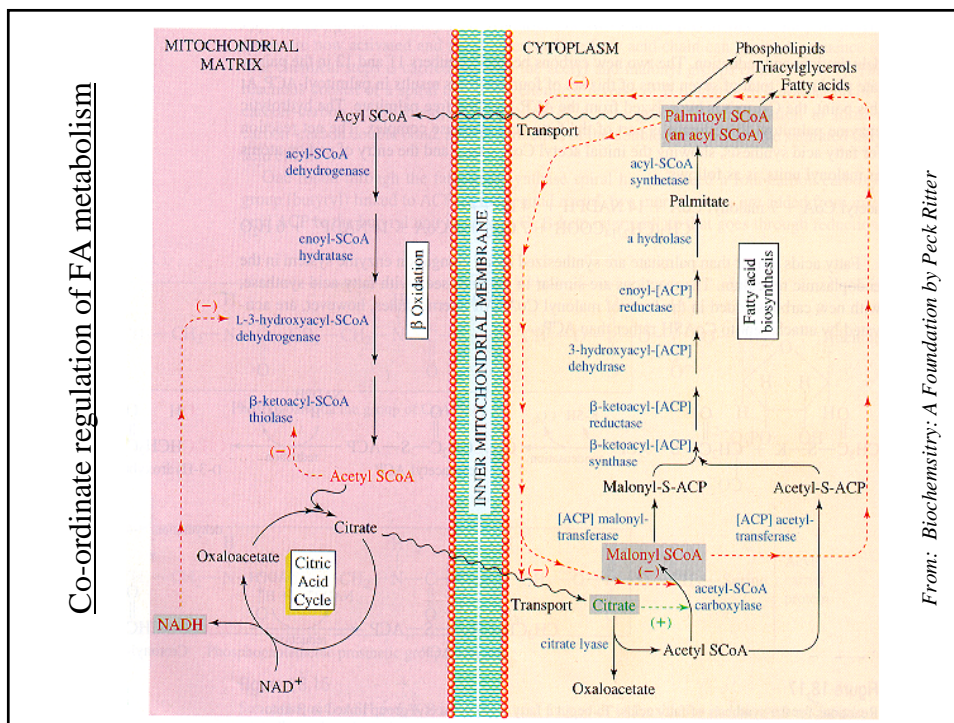 Co-ordinate regulation of FA metabolism
MITOCHONDRIAL
MATRIX
Acyl SCoA
acyl-SCoA
dehydrogenase
enoyl-SCoA
hydratase
β Oxidation
(−)
L-3-hydroxyacyl-SCoA
dehydrogenase
β-ketoacyl-SCoA
thiolase
(−)
Acetyl SCoA
Citrate
Oxaloacetate
Citric
Acid
Cycle
NADH
NAD+
INNER MITOCHONDRIAL MEMBRANE
CYTOPLASM
Phospholipids
Triacylglycerols
Fatty acids
(−)
Transport
Palmitoyl SCoA
(an acyl SCoA)
acyl-SCoA
synthetase
Palmitate
a hydrolase
enoyl-[ACP]
reductase
Fatty acid
biosynthesis
3-hydroxyacyl-[ACP]
dehydrase
β-ketoacyl-[ACP]
reductase
β-ketoacyl-[ACP]
synthase
Malonyl-S-ACP
Acetyl-S-ACP
[ACP] malonyl-
transferase
[ACP] acetyl-
transferase
Malonyl SCoA
(−)
(−)
acetyl-SCoA
carboxylase
Transport
Citrate
(+)
citrate lyase
Acetyl SCoA
Oxaloacetate
From: Biochemsitry: A Foundation by Peck Ritter